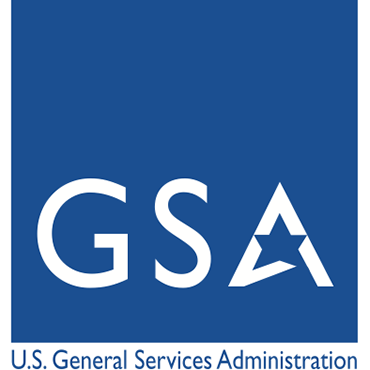 GSA
U.S. General Services Administration